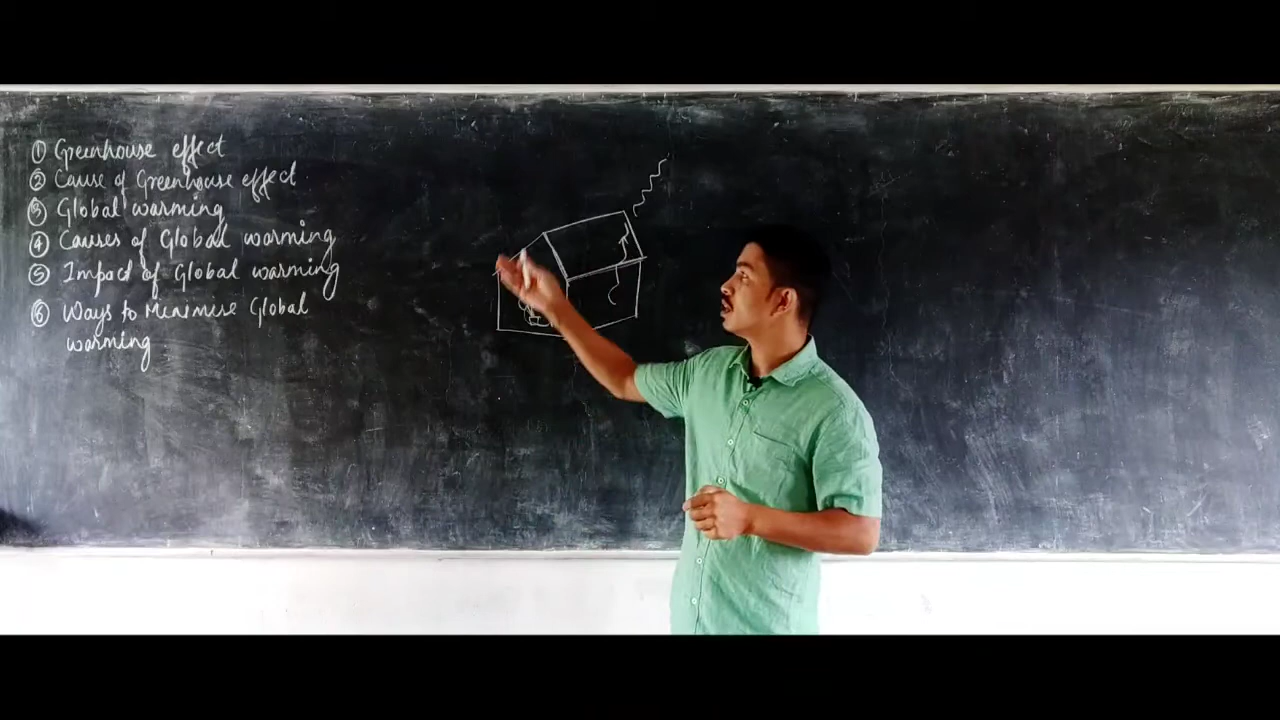 ① Greenhouse effect
② Cause of Greenhouse effect
③ Global warming
④ Causes of Global warming
⑤ Impact of Global warming
⑥ Ways to Minimise Global
warming